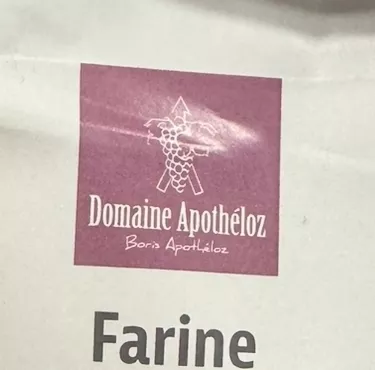 Domaine Apothéloz
Boris Apothéloz
Farine